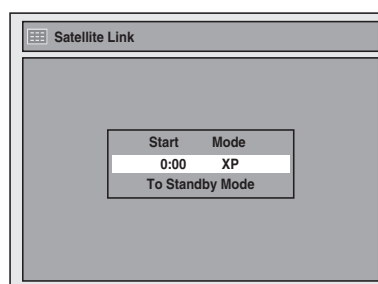 Satellite Link
Start Mode
0:00 XP
To Standby Mode